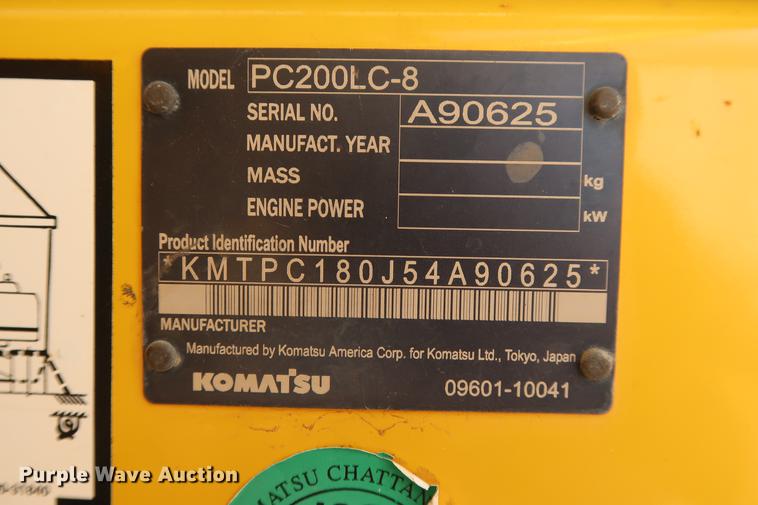 MODEL PC200LC-8
SERIAL NO. A90625
MANUFACT. YEAR
MASS kg
ENGINE POWER kW
Product Identification Number
*KMTPC180J54A90625*
MANUFACTURER
Manufactured by Komatsu America Corp. for Komatsu Ltd., Tokyo, Japan
KOMATSU 09601-10041
Purple Wave Auction
MATSU CHATTAN